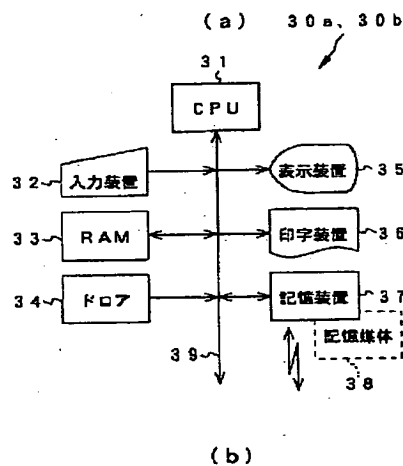 (a) 30a、30b
31
CPU
32 入力装置 表示装置 35
33 RAM 印字装置 36
34 ドロア 記憶装置 37
39 記憶媒体
38
(b)